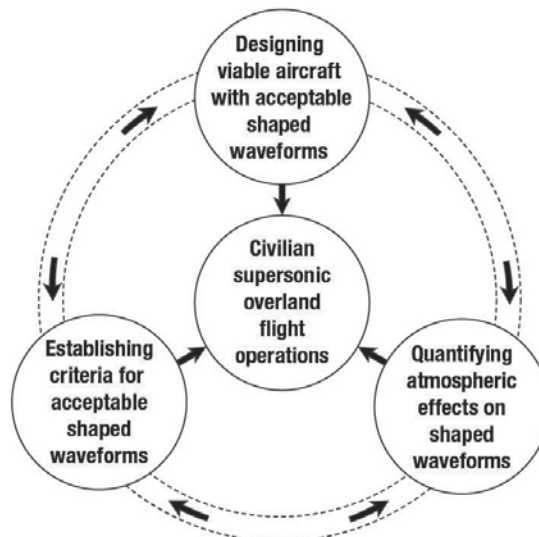 Designing
viable aircraft
with acceptable
shaped
waveforms
Civilian
supersonic
overland
flight
operations
Establishing
criteria for
acceptable
shaped
waveforms
Quantifying
atmospheric
effects on
shaped
waveforms